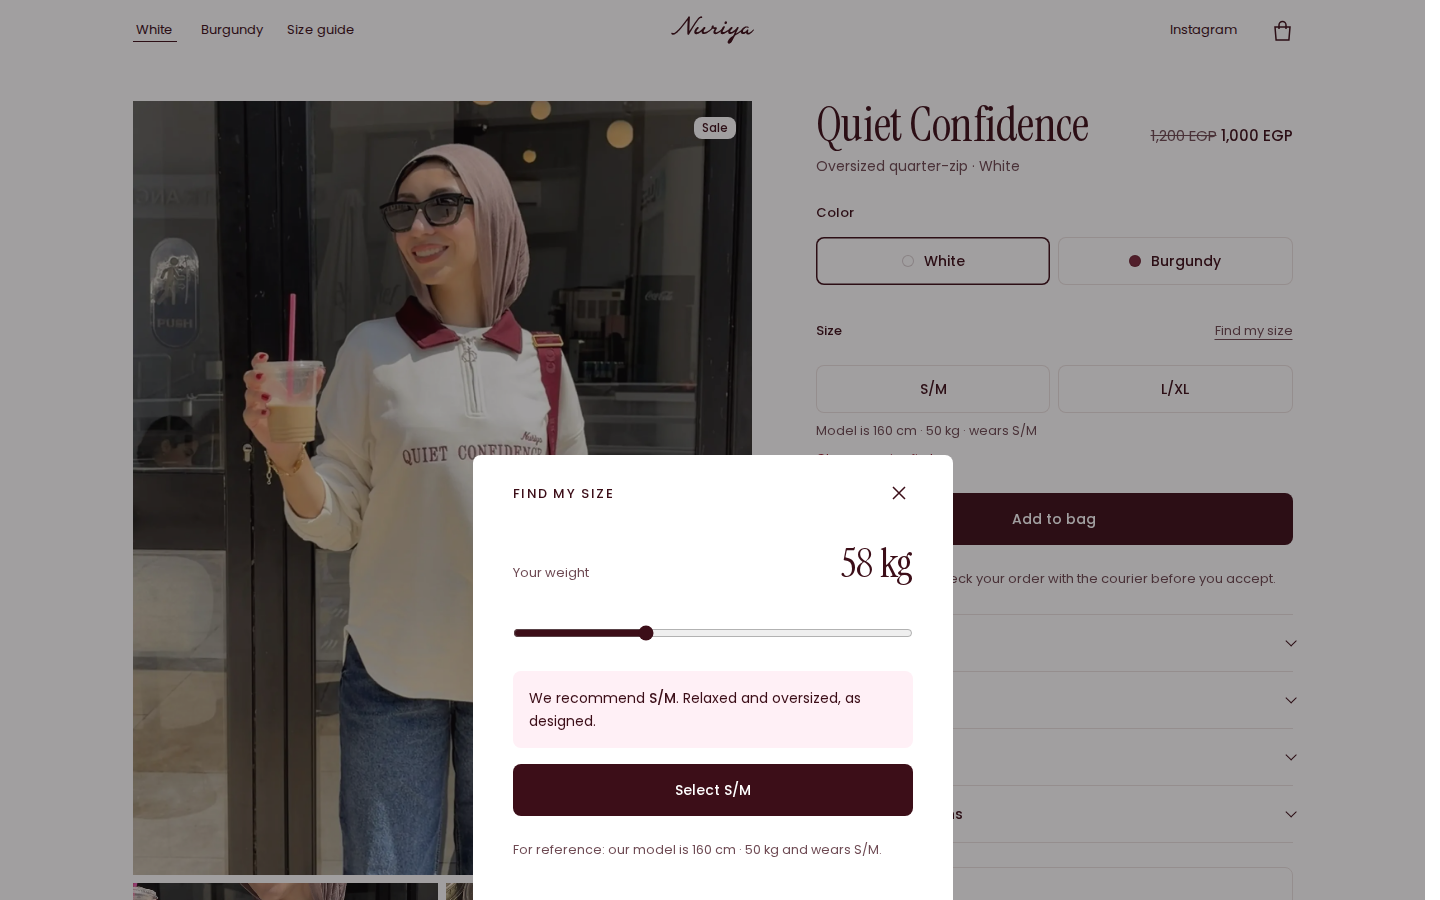 White
Burgundy
Size guide
Nuriya
Instagram
Sale
PUSH
Coca-Cola
Nuriya
QUIET CONFIDENCE
Quiet Confidence
1,200 EGP 1,000 EGP
Oversized quarter-zip · White
Color
White
Burgundy
Size
Find my size
S/M
L/XL
Model is 160 cm · 50 kg · wears S/M
Add to bag
your order with the courier before you accept.
FIND MY SIZE
Your weight
58 kg
We recommend S/M. Relaxed and oversized, as
designed.
Select S/M
For reference: our model is 160 cm · 50 kg and wears S/M.